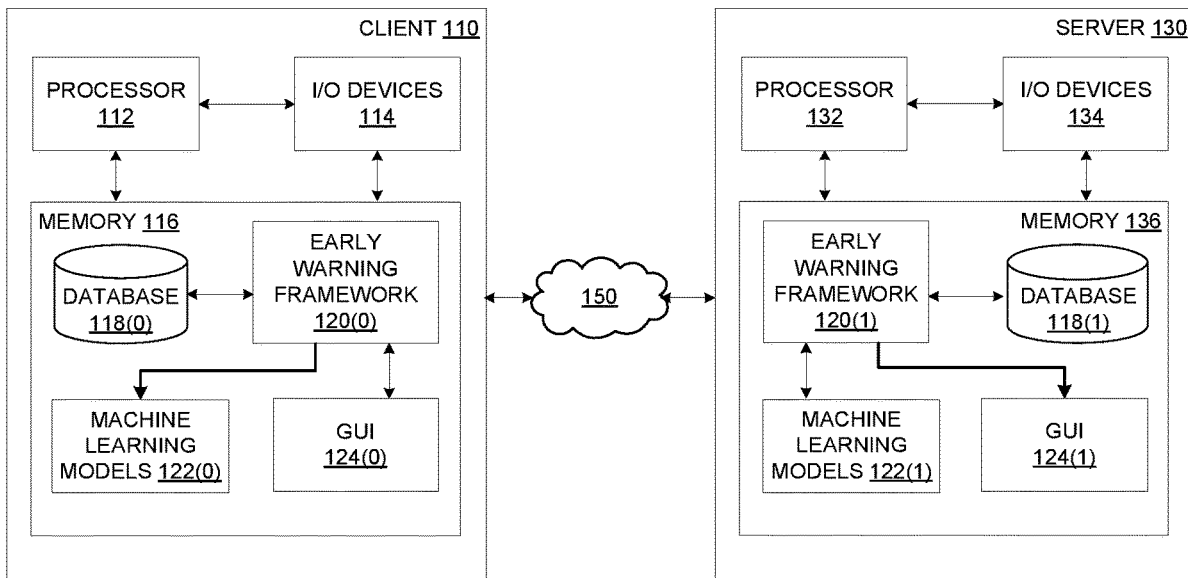 CLIENT 110
PROCESSOR
112
I/O DEVICES
114
MEMORY 116
DATABASE
118(0)
EARLY
WARNING
FRAMEWORK
120(0)
MACHINE
LEARNING
MODELS 122(0)
GUI
124(0)
150
SERVER 130
PROCESSOR
132
I/O DEVICES
134
MEMORY 136
EARLY
WARNING
FRAMEWORK
120(1)
DATABASE
118(1)
MACHINE
LEARNING
MODELS 122(1)
GUI
124(1)